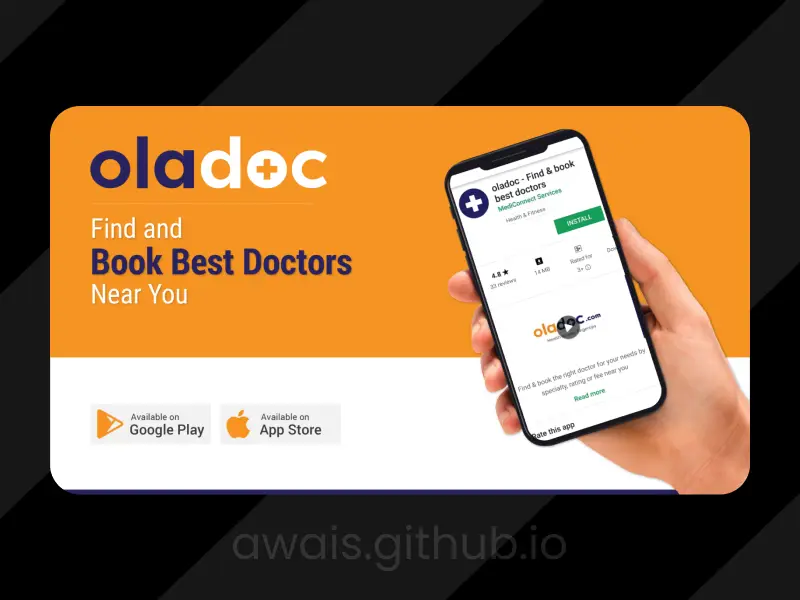 oladoc
Find and
Book Best Doctors
Near You
Available on
Google Play
Available on
App Store
oladoc - Find & book
best doctors
MediConnect Services
Health & Fitness
INSTALL
4.8 ★
33 reviews
14 MB
Rated for
3+
oladoc.com
Find & book the right doctor for your needs by
specialty, rating or fee near you
Read more
Rate this app
awais.github.io